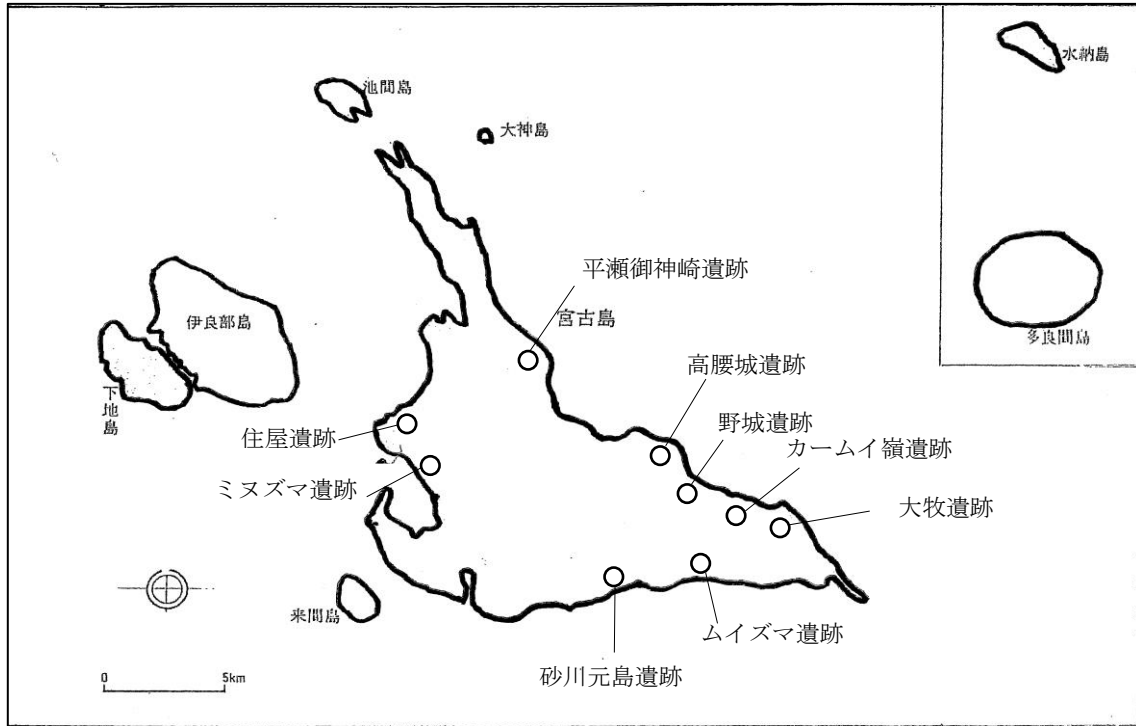 水納島
池間島
大神島
平瀬御神崎遺跡
宮古島
伊良部島
多良間島
高腰城遺跡
下地島
野城遺跡
住屋遺跡
カームイ嶺遺跡
ミヌズマ遺跡
大牧遺跡
来間島
ムイズマ遺跡
砂川元島遺跡
0 5km